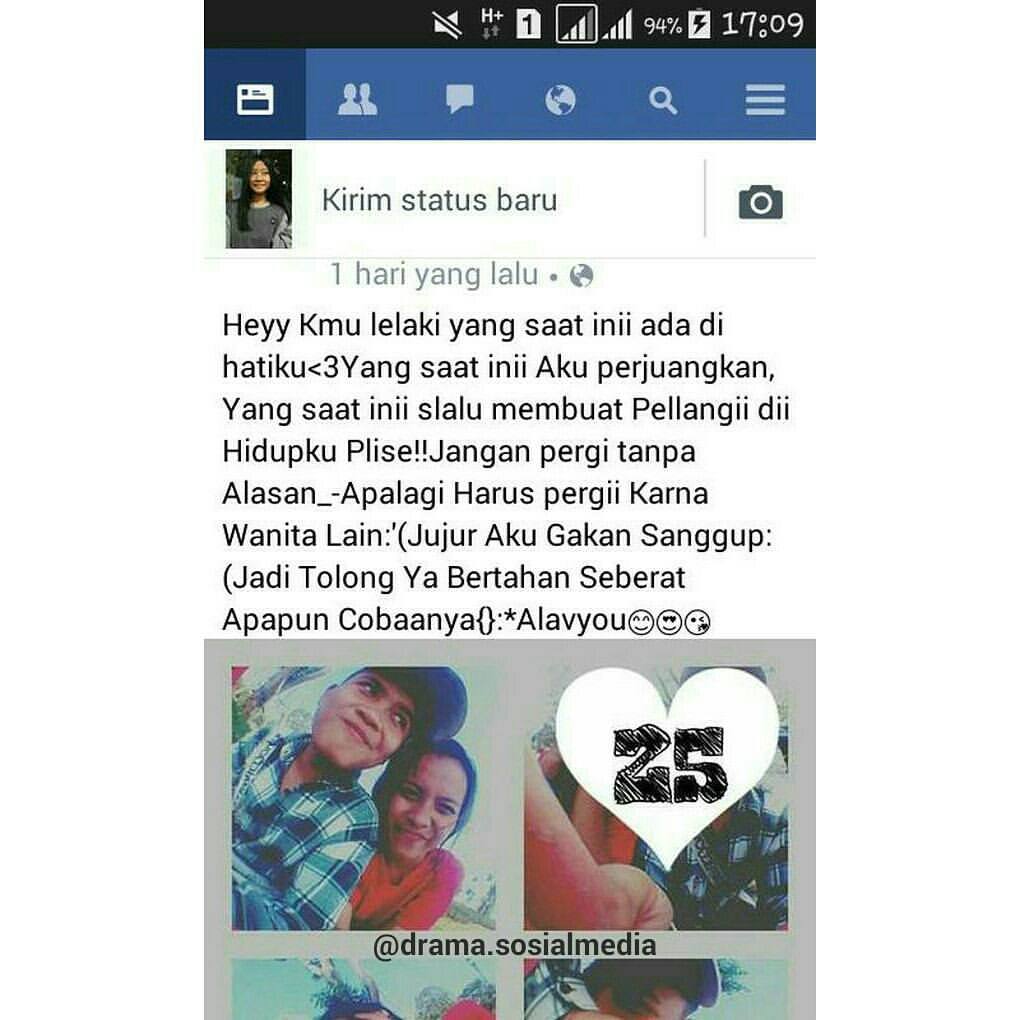 H+ 1 94% 17:09
Kirim status baru
1 hari yang lalu •
Heyy Kmu lelaki yang saat inii ada di
hatiku<3Yang saat inii Aku perjuangkan,
Yang saat inii slalu membuat Pellangii dii
Hidupku Plise!!Jangan pergi tanpa
Alasan_-Apalagi Harus pergii Karna
Wanita Lain:'(Jujur Aku Gakan Sanggup:
(Jadi Tolong Ya Bertahan Seberat
Apapun Cobaanya{}:*Alavyou😊😍😘
25
@drama.sosialmedia